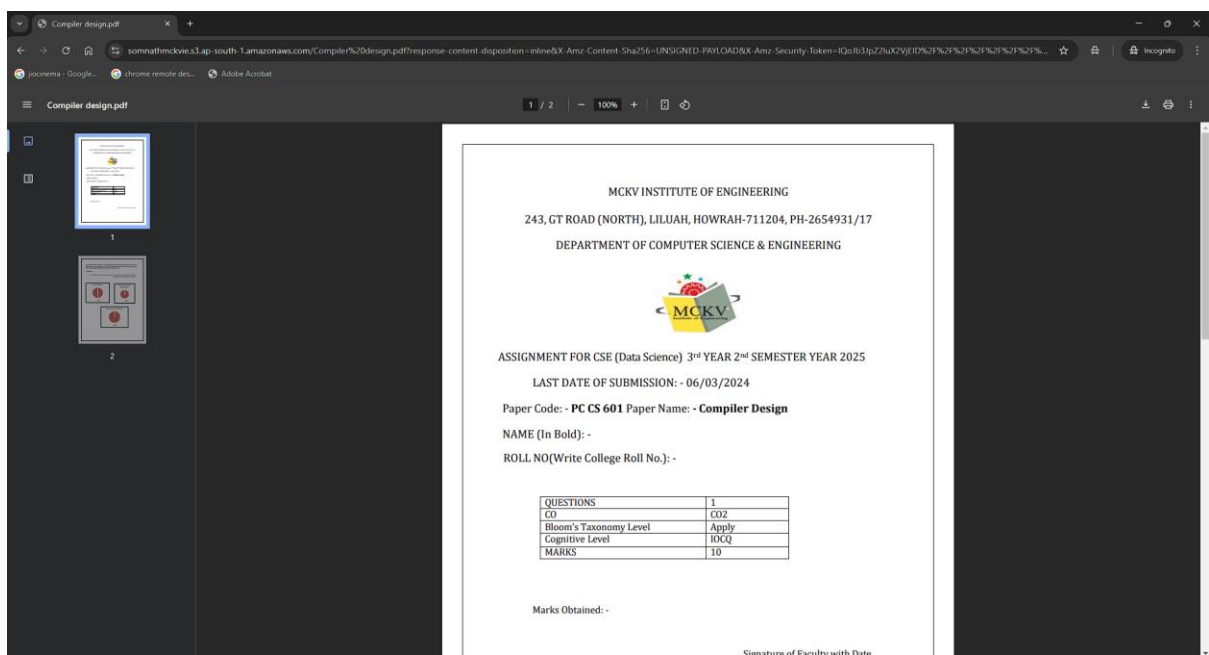 Compiler design.pdf
somnathmckvie.s3.ap-south-1.amazonaws.com/Compiler%20design.pdf?response-content-disposition=inline&X-Amz-Content-Sha256=UNSIGNED-PAYLOAD&X-Amz-Security-Token=
Incognito
jiocinema - Google...
chrome remote des...
Adobe Acrobat
Compiler design.pdf
1 / 2
100%
1
2
MCKV INSTITUTE OF ENGINEERING
243, GT ROAD (NORTH), LILUAH, HOWRAH-711204, PH-2654931/17
DEPARTMENT OF COMPUTER SCIENCE & ENGINEERING
MCKV
Institute of Engineering
ASSIGNMENT FOR CSE (Data Science) 3rd YEAR 2nd SEMESTER YEAR 2025
LAST DATE OF SUBMISSION: - 06/03/2024
Paper Code: - PC CS 601 Paper Name: - Compiler Design
NAME (In Bold): -
ROLL NO(Write College Roll No.): -
QUESTIONS 1
CO CO2
Bloom's Taxonomy Level Apply
Cognitive Level IOCQ
MARKS 10
Marks Obtained: -
Signature of Faculty with Date